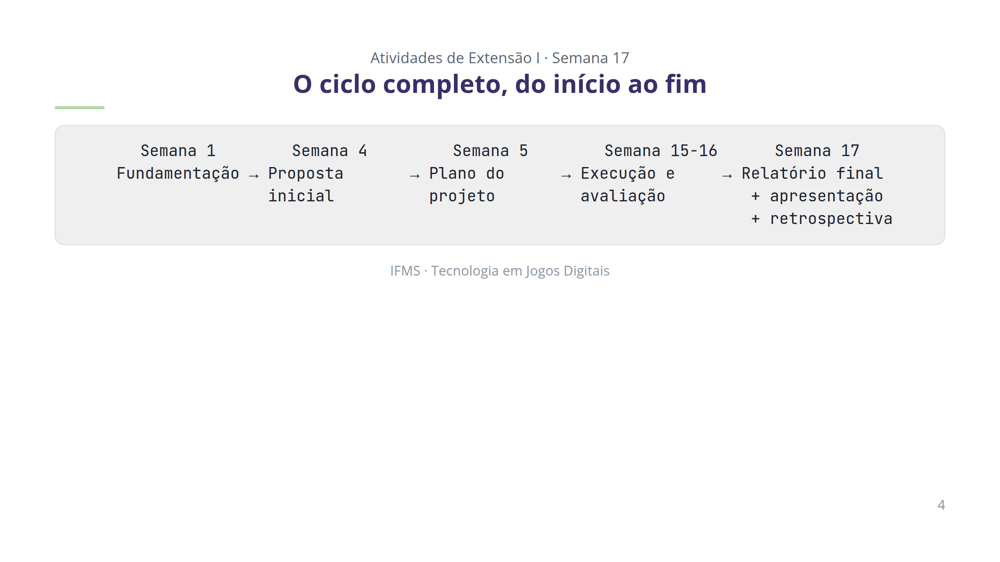 Atividades de Extensão I · Semana 17
O ciclo completo, do início ao fim
Semana 1 Semana 4 Semana 5 Semana 15-16 Semana 17
Fundamentação → Proposta → Plano do → Execução e → Relatório final
inicial projeto avaliação + apresentação
+ retrospectiva
IFMS · Tecnologia em Jogos Digitais
4